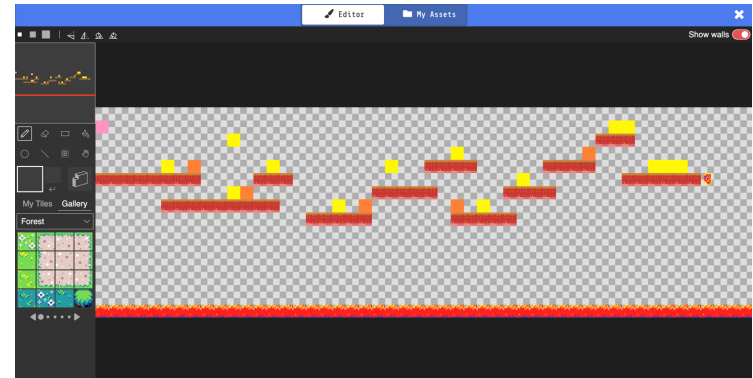 Editor
My Assets
Show walls
My Tiles
Gallery
Forest